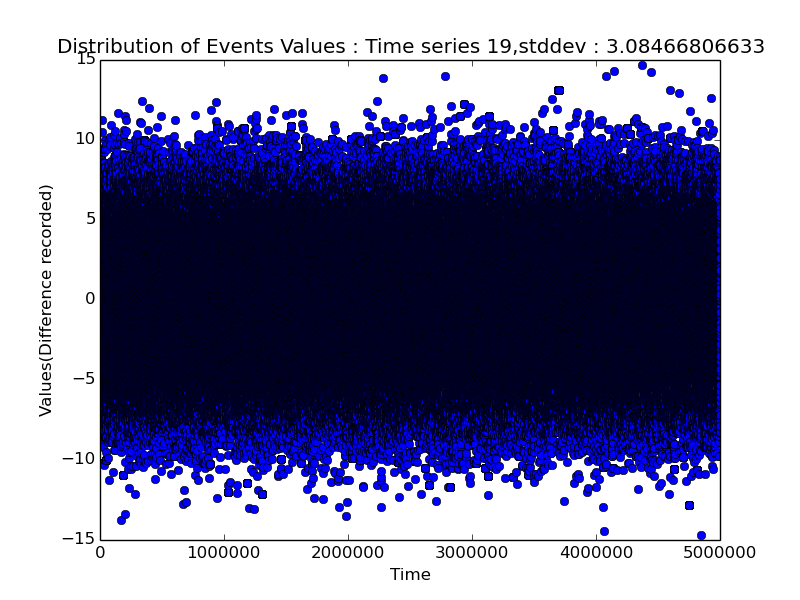 Distribution of Events Values : Time series 19,stddev : 3.08466806633
Values(Difference recorded)
15
10
5
0
−5
−10
−15
0 1000000 2000000 3000000 4000000 5000000
Time